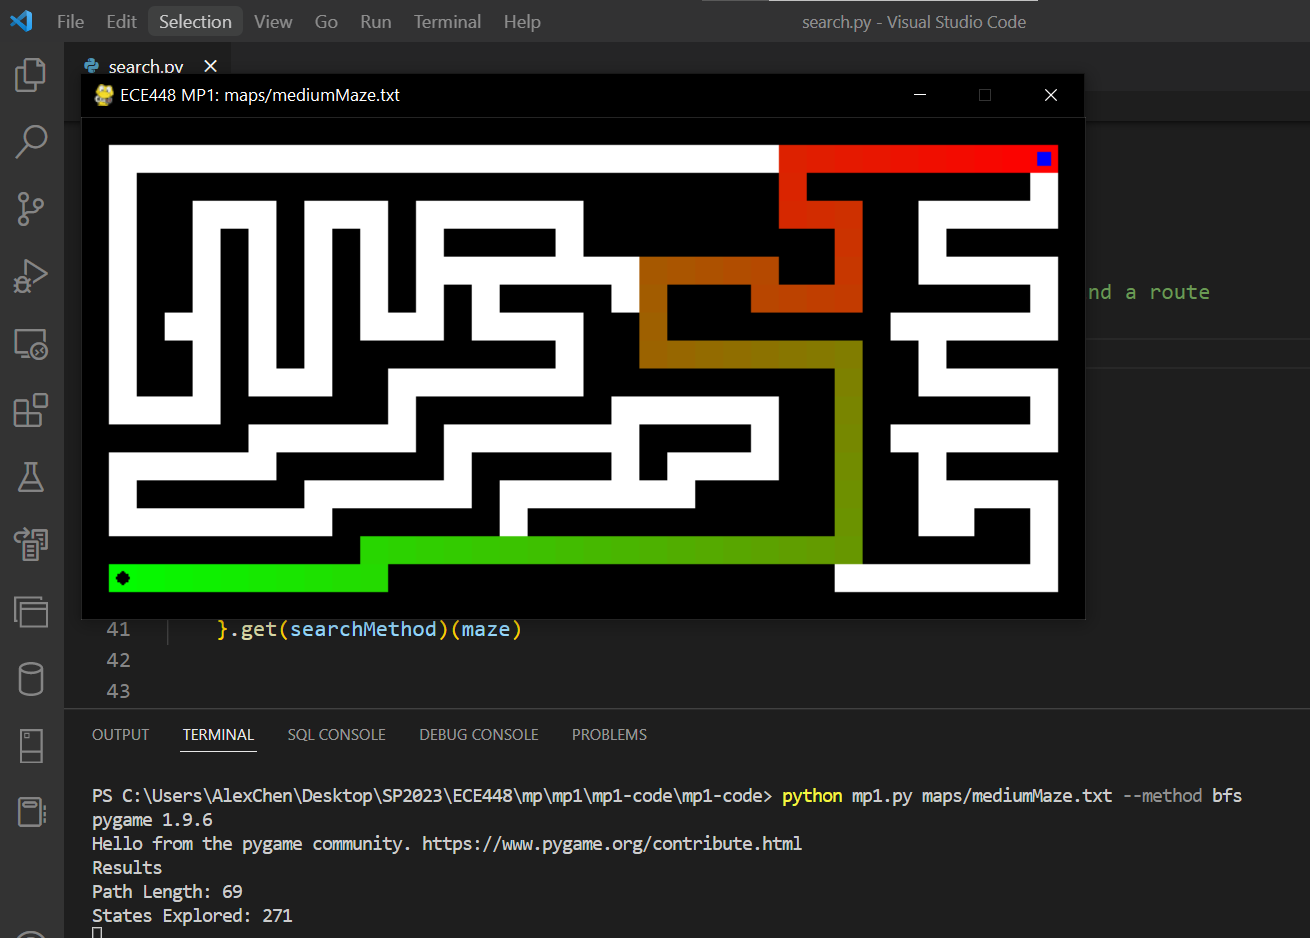 File Edit Selection View Go Run Terminal Help search.py - Visual Studio Code
search.py
ECE448 MP1: maps/mediumMaze.txt
nd a route
41 }.get(searchMethod)(maze)
42
43
OUTPUT TERMINAL SQL CONSOLE DEBUG CONSOLE PROBLEMS
PS C:\Users\AlexChen\Desktop\SP2023\ECE448\mp\mp1\mp1-code\mp1-code> python mp1.py maps/mediumMaze.txt --method bfs
pygame 1.9.6
Hello from the pygame community. https://www.pygame.org/contribute.html
Results
Path Length: 69
States Explored: 271